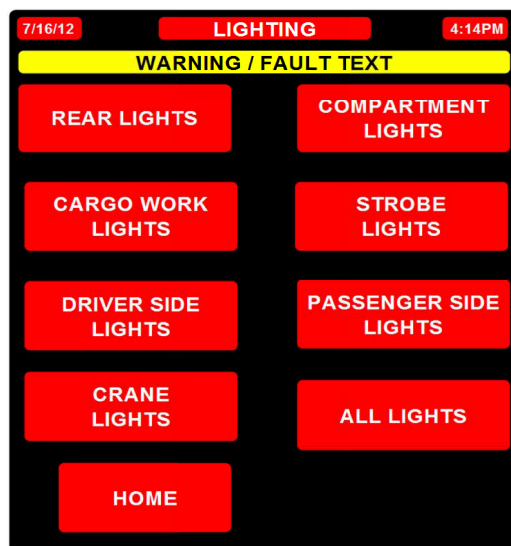 7/16/12 LIGHTING 4:14PM
WARNING / FAULT TEXT
REAR LIGHTS
COMPARTMENT
LIGHTS
CARGO WORK
LIGHTS
STROBE
LIGHTS
DRIVER SIDE
LIGHTS
PASSENGER SIDE
LIGHTS
CRANE
LIGHTS
ALL LIGHTS
HOME